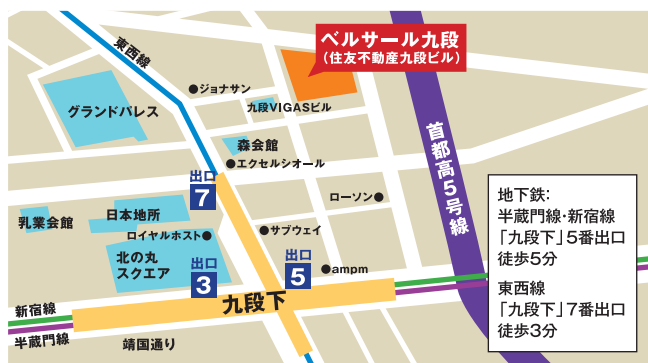 ベルサール九段
（住友不動産九段ビル）
東西線
●ジョナサン
グランドパレス
九段VIGASビル
森会館
●エクセルシオール
出口
7
首都高5号線
ローソン●
乳業会館
日本地所
ロイヤルホスト●
●サブウェイ
北の丸
スクエア
出口
3
出口
5
●ampm
九段下
新宿線
半蔵門線
靖国通り
地下鉄：
半蔵門線・新宿線
「九段下」5番出口
徒歩5分
東西線
「九段下」7番出口
徒歩3分